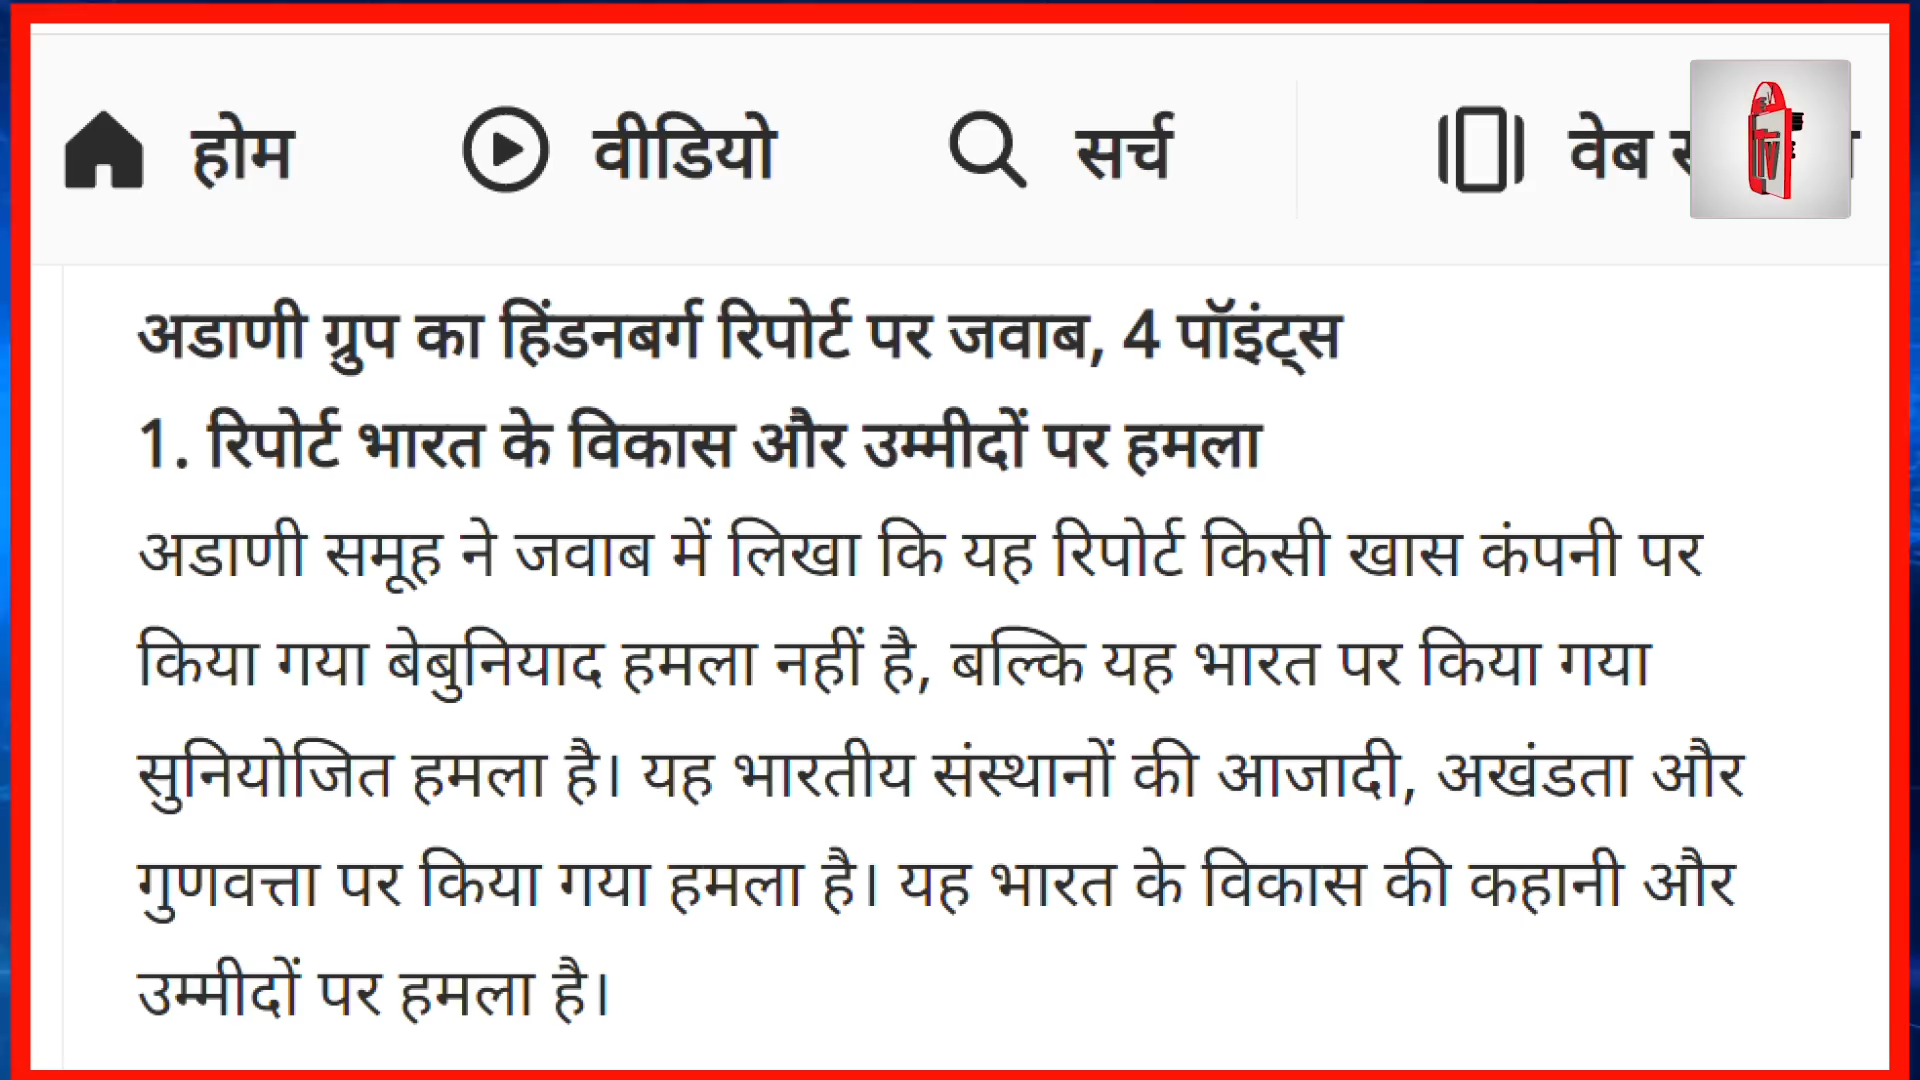 होम वीडियो सर्च वेब
TV
अडाणी ग्रुप का हिंडनबर्ग रिपोर्ट पर जवाब, 4 पॉइंट्स
1. रिपोर्ट भारत के विकास और उम्मीदों पर हमला
अडाणी समूह ने जवाब में लिखा कि यह रिपोर्ट किसी खास कंपनी पर
किया गया बेबुनियाद हमला नहीं है, बल्कि यह भारत पर किया गया
सुनियोजित हमला है। यह भारतीय संस्थानों की आजादी, अखंडता और
गुणवत्ता पर किया गया हमला है। यह भारत के विकास की कहानी और
उम्मीदों पर हमला है।